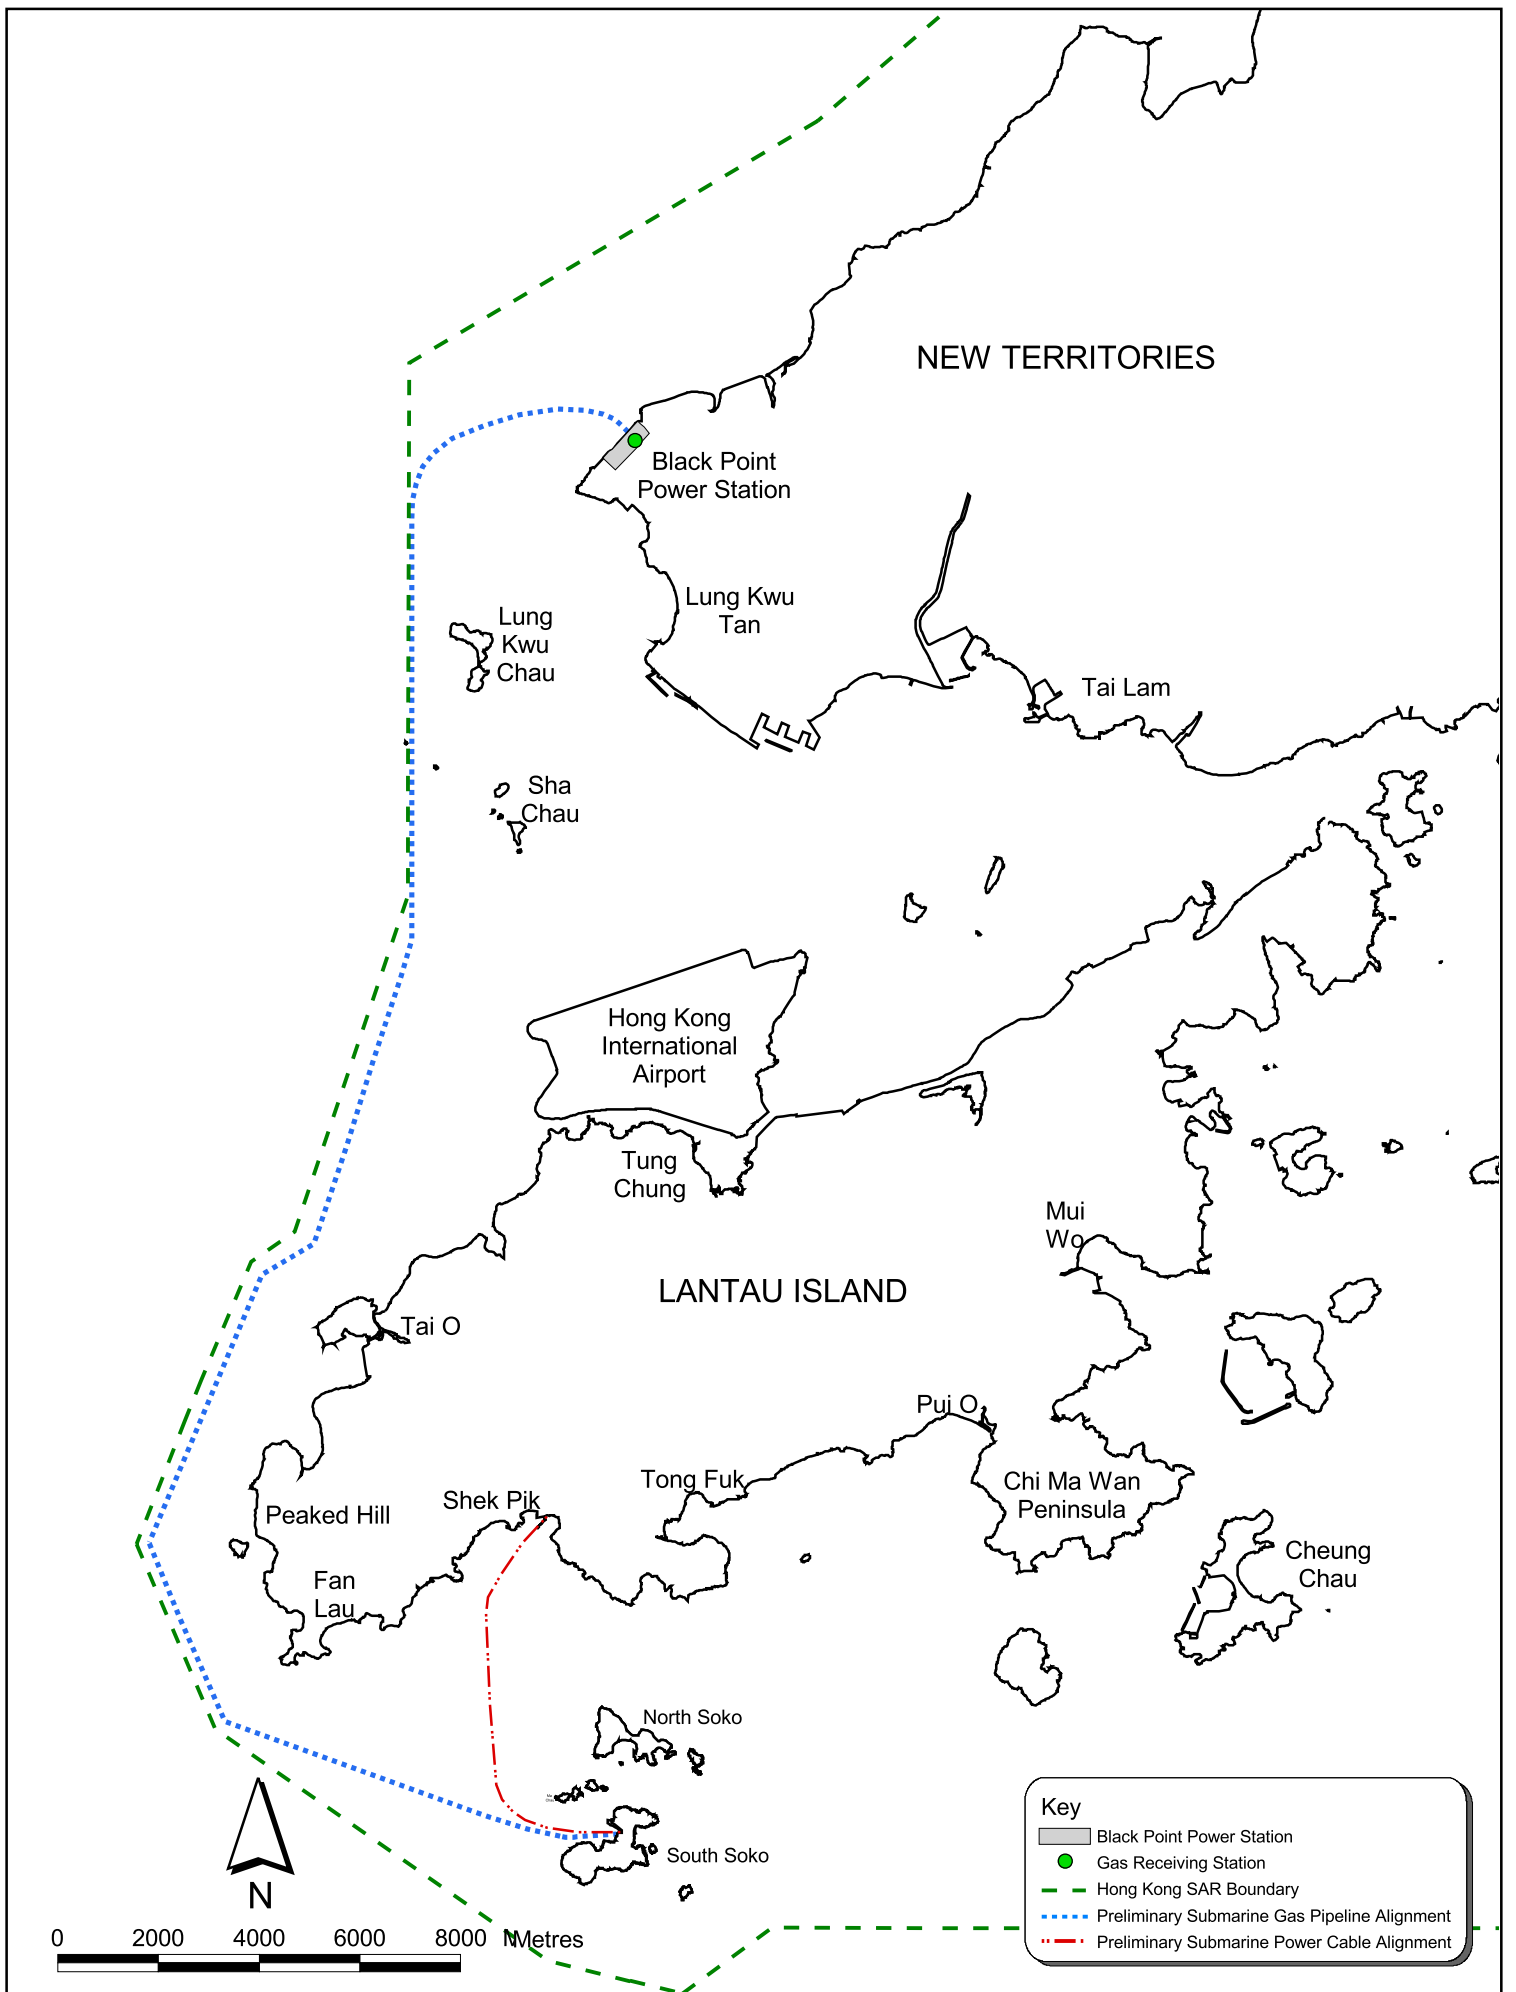 NEW TERRITORIES
Black Point
Power Station
Lung Kwu
Tan
Lung
Kwu
Chau
Tai Lam
Sha
Chau
Hong Kong
International
Airport
Tung
Chung
Mui
Wo
LANTAU ISLAND
Tai O
Pui O
Tong Fuk
Chi Ma Wan
Peninsula
Shek Pik
Peaked Hill
Cheung
Chau
Fan
Lau
North Soko
South Soko
N
0 2000 4000 6000 8000 Metres
Key
Black Point Power Station
Gas Receiving Station
Hong Kong SAR Boundary
Preliminary Submarine Gas Pipeline Alignment
Preliminary Submarine Power Cable Alignment